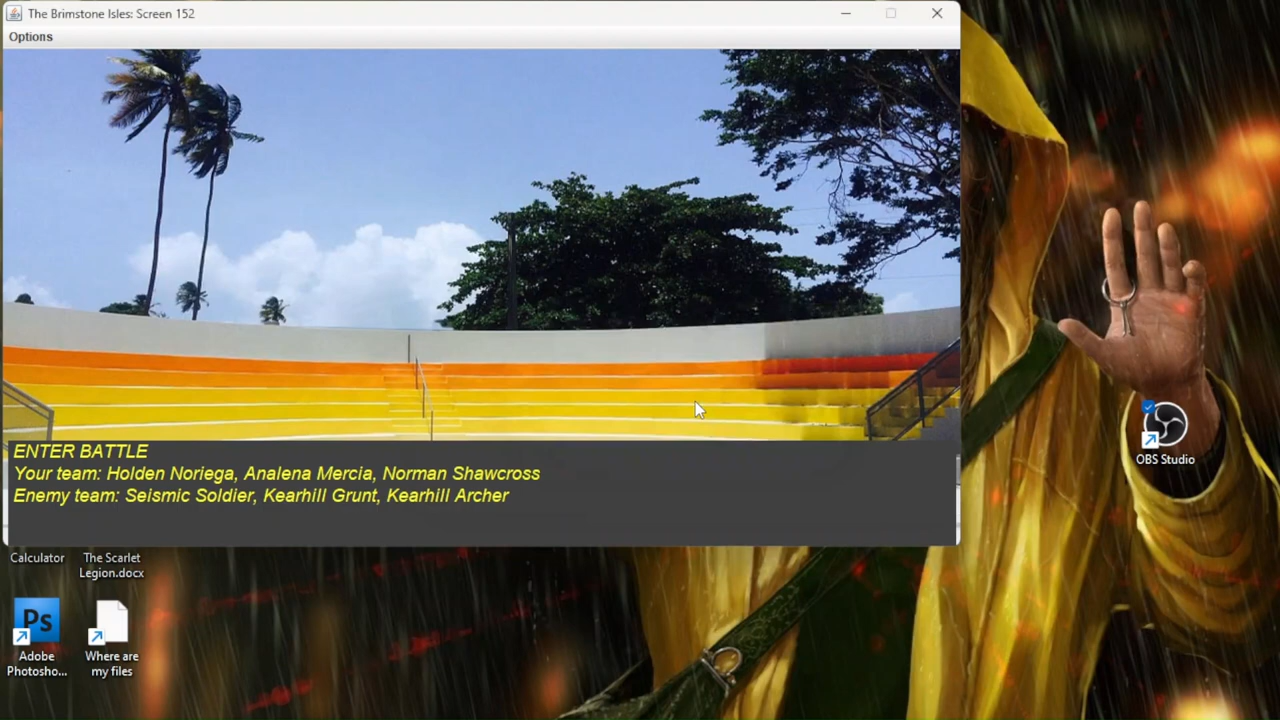 The Brimstone Isles: Screen 152
Options
ENTER BATTLE
Your team: Holden Noriega, Analena Mercia, Norman Shawcross
Enemy team: Seismic Soldier, Kearhill Grunt, Kearhill Archer
OBS Studio
Calculator
The Scarlet
Legion.docx
Ps
Adobe
Photosho...
Where are
my files